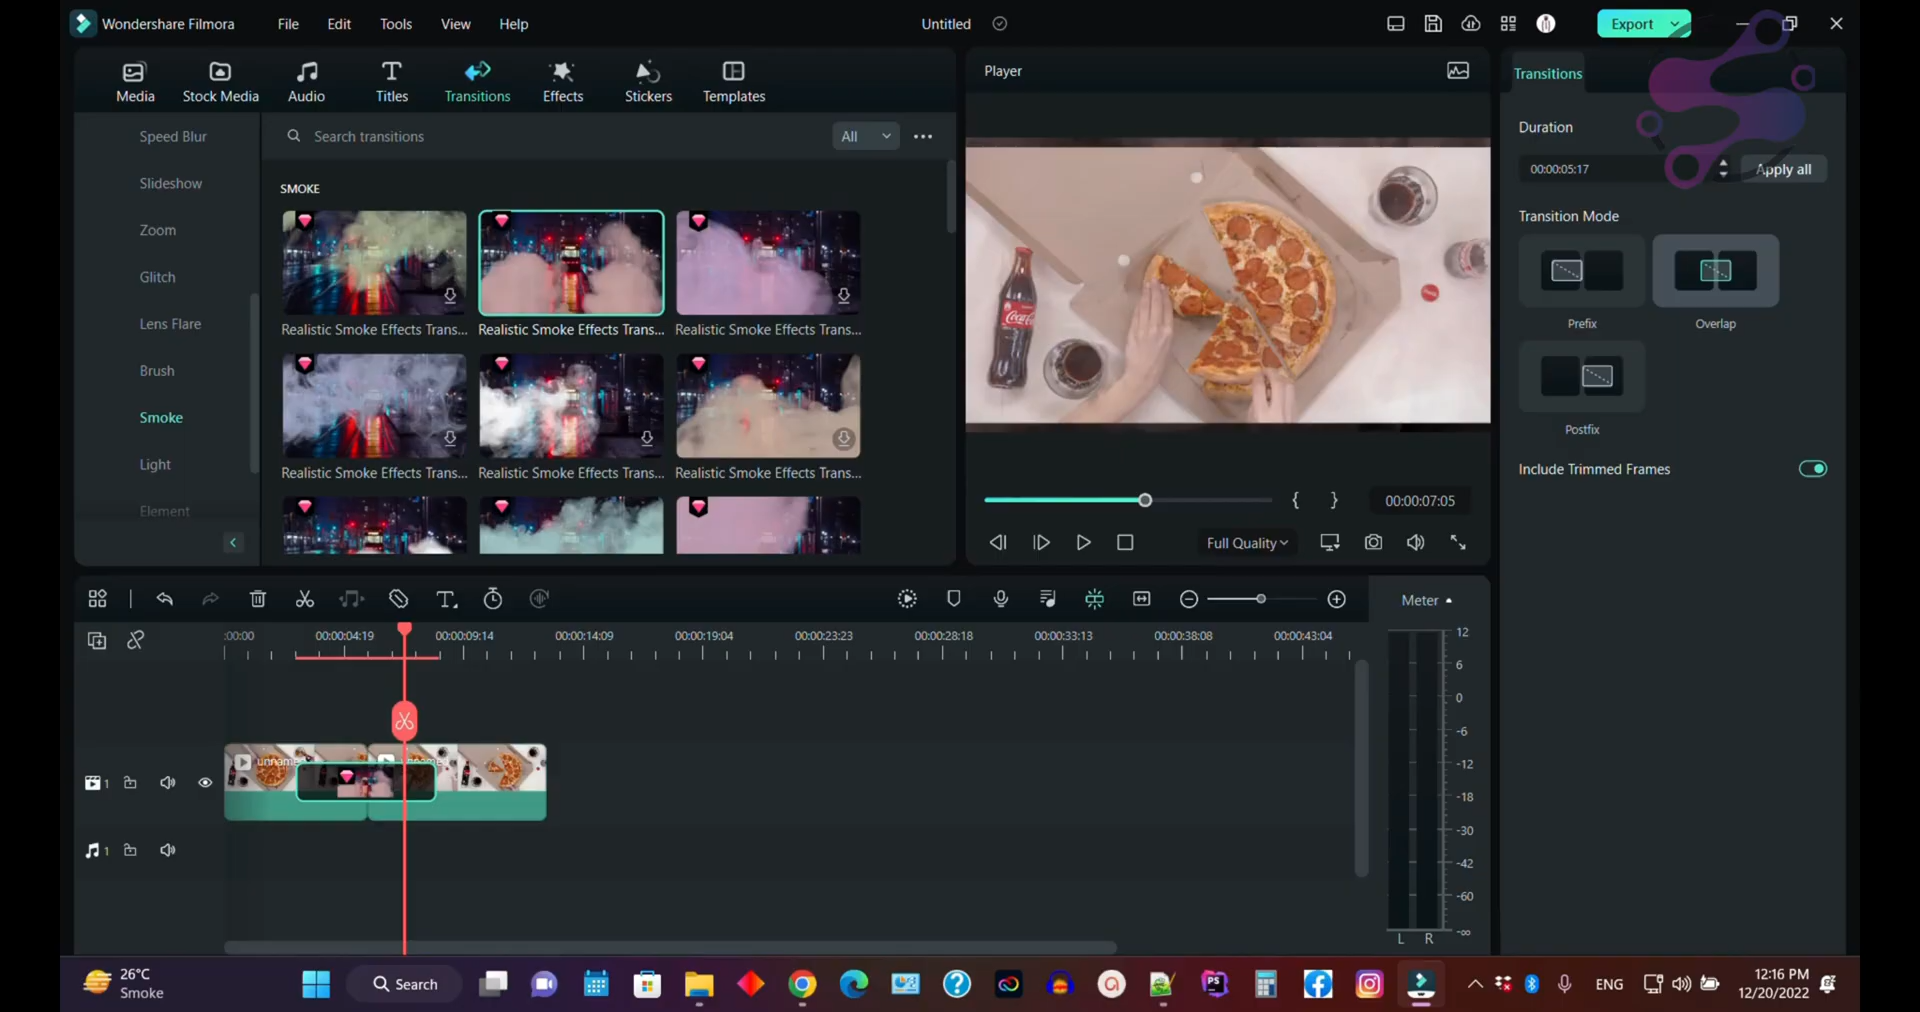 Wondershare Filmora
File
Edit
Tools
View
Help
Untitled
Export
Media
Stock Media
Audio
Titles
Transitions
Effects
Stickers
Templates
Player
Transitions
Speed Blur
Slideshow
Zoom
Glitch
Lens Flare
Brush
Smoke
Light
Element
Search transitions
All
SMOKE
Realistic Smoke Effects Trans...
Realistic Smoke Effects Trans...
Realistic Smoke Effects Trans...
Realistic Smoke Effects Trans...
Realistic Smoke Effects Trans...
Realistic Smoke Effects Trans...
Coca-Cola
00:00:07:05
Full Quality
Duration
00:00:05:17
Apply all
Transition Mode
Prefix
Overlap
Postfix
Include Trimmed Frames
:00:00
00:00:04:19
00:00:09:14
00:00:14:09
00:00:19:04
00:00:23:23
00:00:28:18
00:00:33:13
00:00:38:08
00:00:43:04
1
1
Meter
12
6
0
-6
-12
-18
-30
-42
-60
-∞
L R
26°C
Smoke
Search
PS
ENG
12:16 PM
12/20/2022